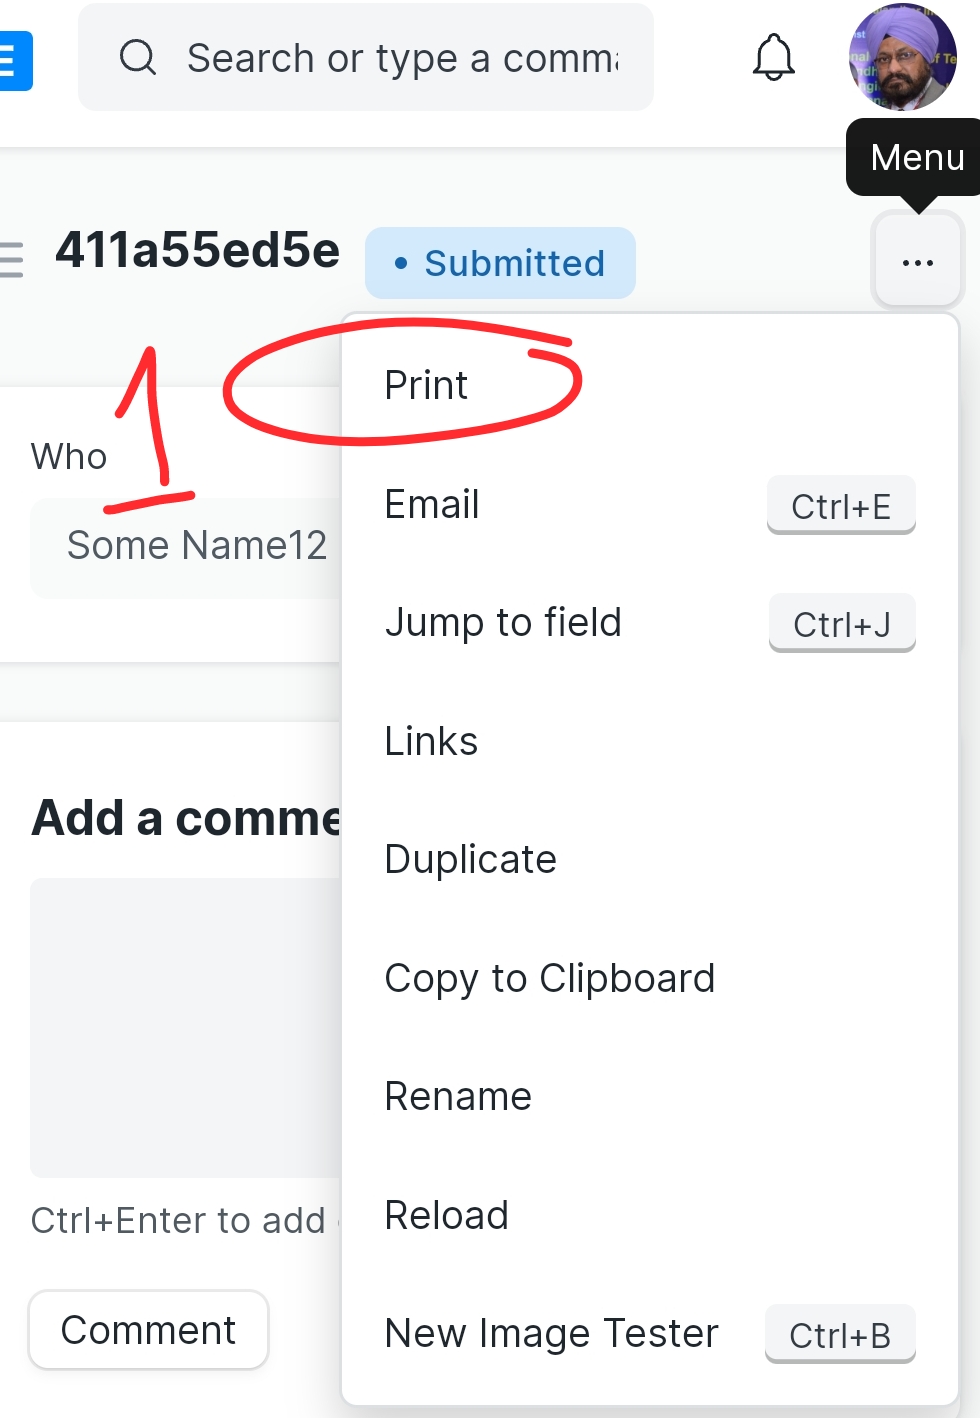 Search or type a comma
Menu
411a55ed5e
• Submitted
...
1
Print
Who
Email Ctrl+E
Some Name12
Jump to field Ctrl+J
Links
Add a comme
Duplicate
Copy to Clipboard
Rename
Ctrl+Enter to add
Reload
Comment
New Image Tester Ctrl+B